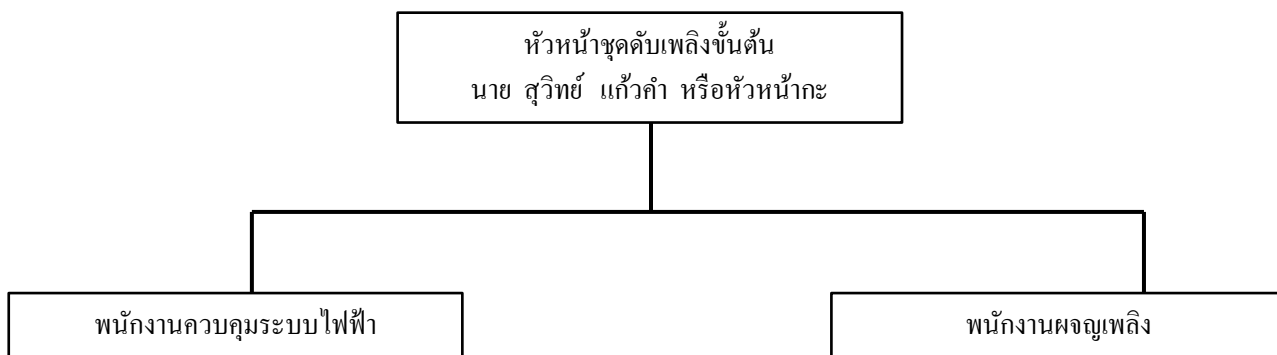 หัวหน้าชุดดับเพลิงขั้นต้น
นาย สุวิทย์ แก้วคำ หรือหัวหน้ากะ
พนักงานควบคุมระบบไฟฟ้า
พนักงานผจญเพลิง